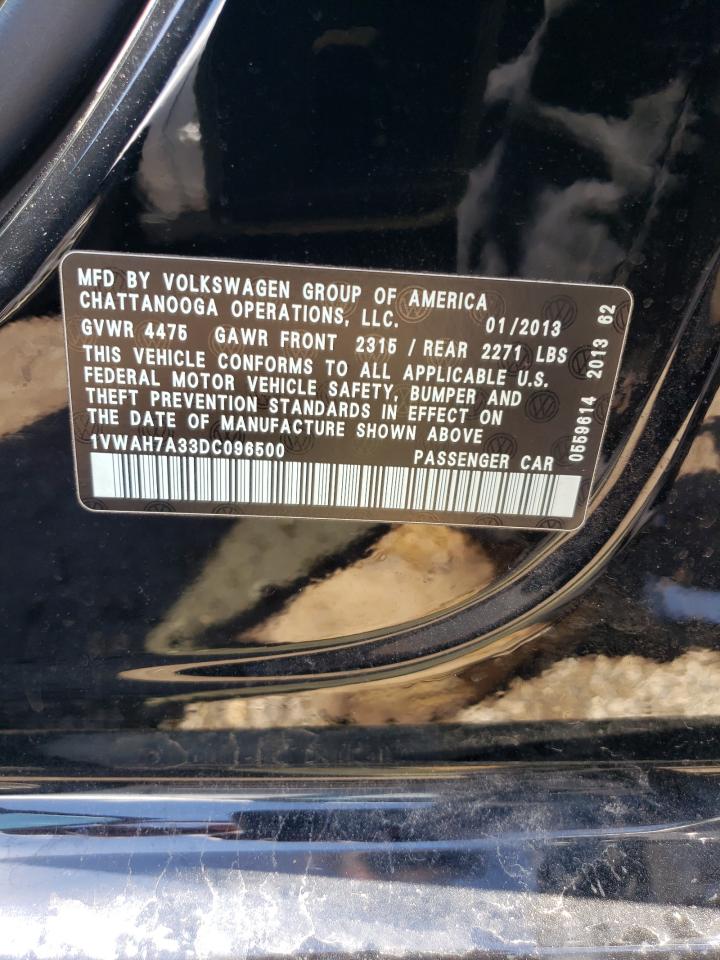 MFD BY VOLKSWAGEN GROUP OF AMERICA
CHATTANOOGA OPERATIONS, LLC. 01/2013
GVWR 4475 GAWR FRONT 2315 / REAR 2271 LBS
THIS VEHICLE CONFORMS TO ALL APPLICABLE U.S.
FEDERAL MOTOR VEHICLE SAFETY, BUMPER AND
THEFT PREVENTION STANDARDS IN EFFECT ON
THE DATE OF MANUFACTURE SHOWN ABOVE
1VWAH7A33DC096500 PASSENGER CAR
0559614 2013 62